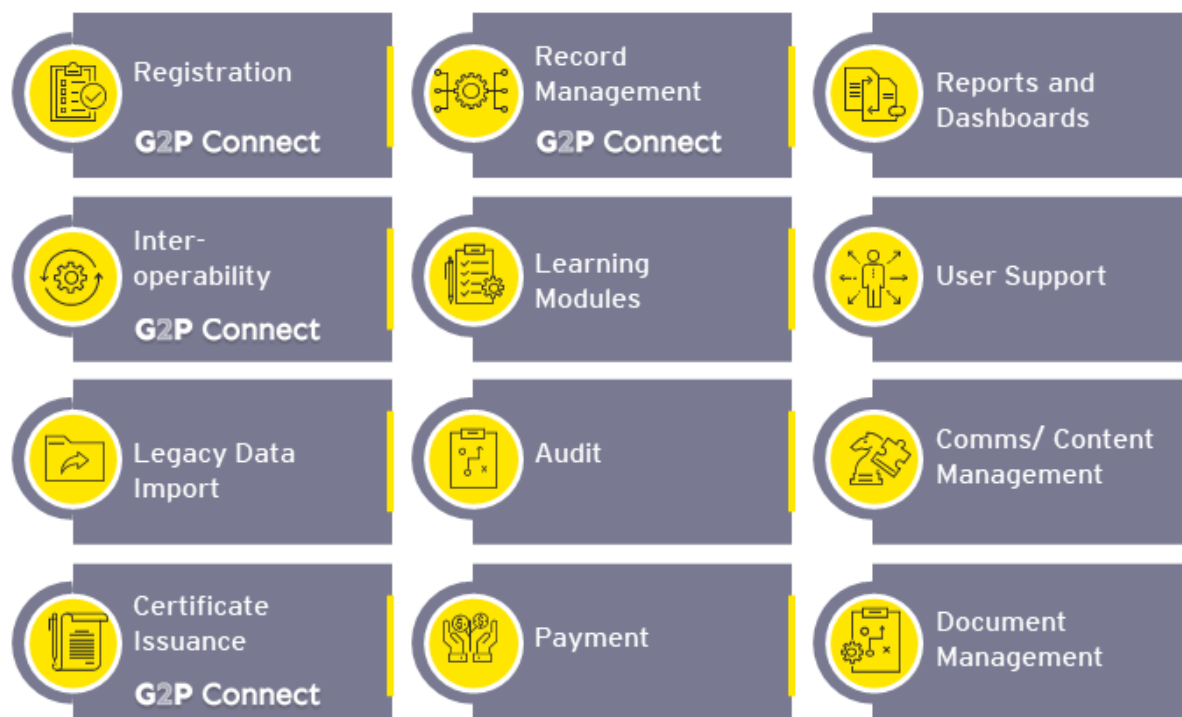 Registration
G2P Connect
Record
Management
G2P Connect
Reports and
Dashboards
Inter-
operability
G2P Connect
Learning
Modules
User Support
Legacy Data
Import
Audit
Comms/ Content
Management
Certificate
Issuance
G2P Connect
Payment
Document
Management